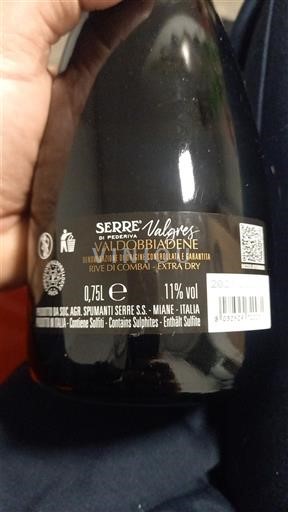 SERRE' Valgres
DI PEDERIVA
VALDOBBIADENE
DENOMINAZIONE DI ORIGINE CONTROLLATA E GARANTITA
RIVE DI COMBAI - EXTRA DRY
0,75L e 11% vol
PRODOTTO DA SOC. AGR. SPUMANTI SERRE S.S. - MIANE - ITALIA
PRODOTTO IN ITALIA - Contiene Solfiti - Contains Sulphites - Enthält Sulfite